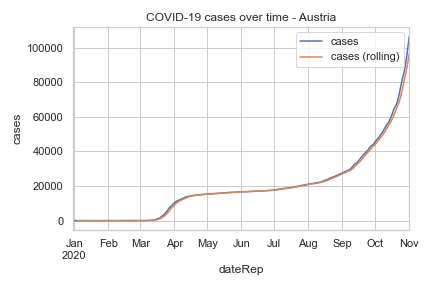 COVID-19 cases over time - Austria
cases
cases (rolling)
100000
80000
60000
40000
20000
0
cases
Jan Feb Mar Apr May Jun Jul Aug Sep Oct Nov
2020
dateRep